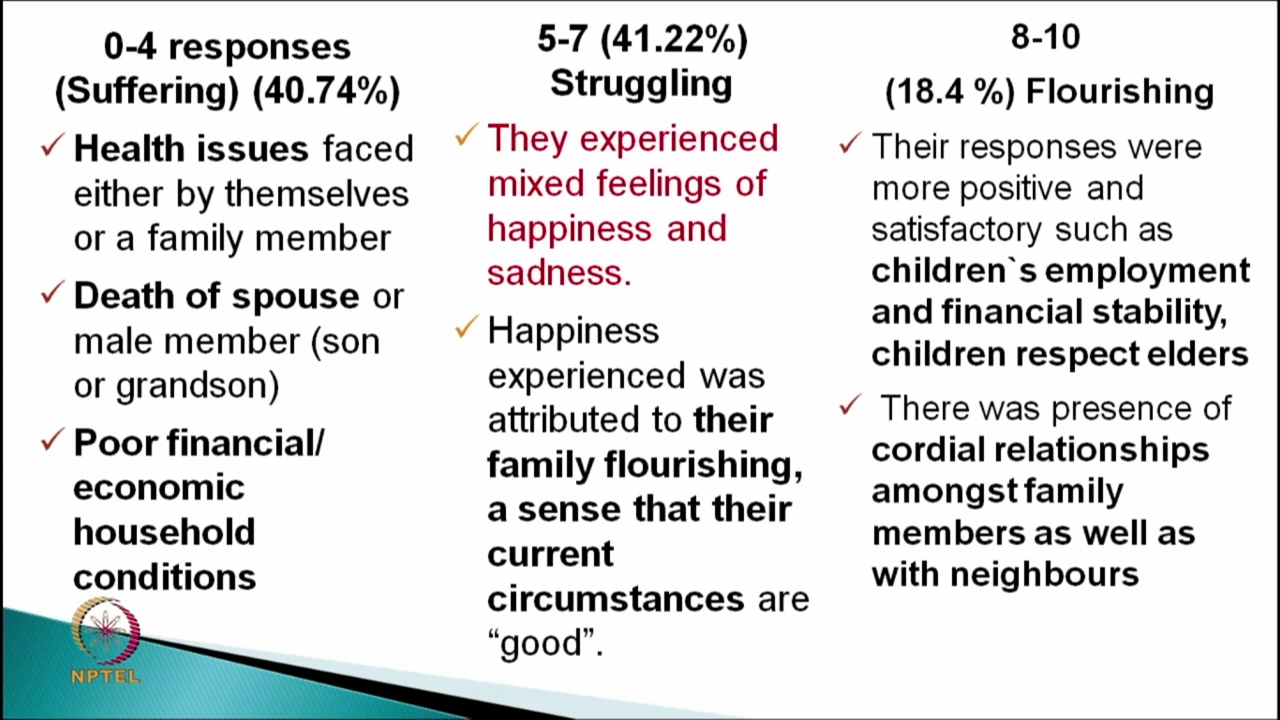 0-4 responses
(Suffering) (40.74%)
Health issues faced
either by themselves
or a family member
Death of spouse or
male member (son
or grandson)
Poor financial/
economic
household
conditions
5-7 (41.22%)
Struggling
They experienced
mixed feelings of
happiness and
sadness.
Happiness
experienced was
attributed to their
family flourishing,
a sense that their
current
circumstances are
“good”.
8-10
(18.4 %) Flourishing
Their responses were
more positive and
satisfactory such as
children`s employment
and financial stability,
children respect elders
There was presence of
cordial relationships
amongst family
members as well as
with neighbours
NPTEL